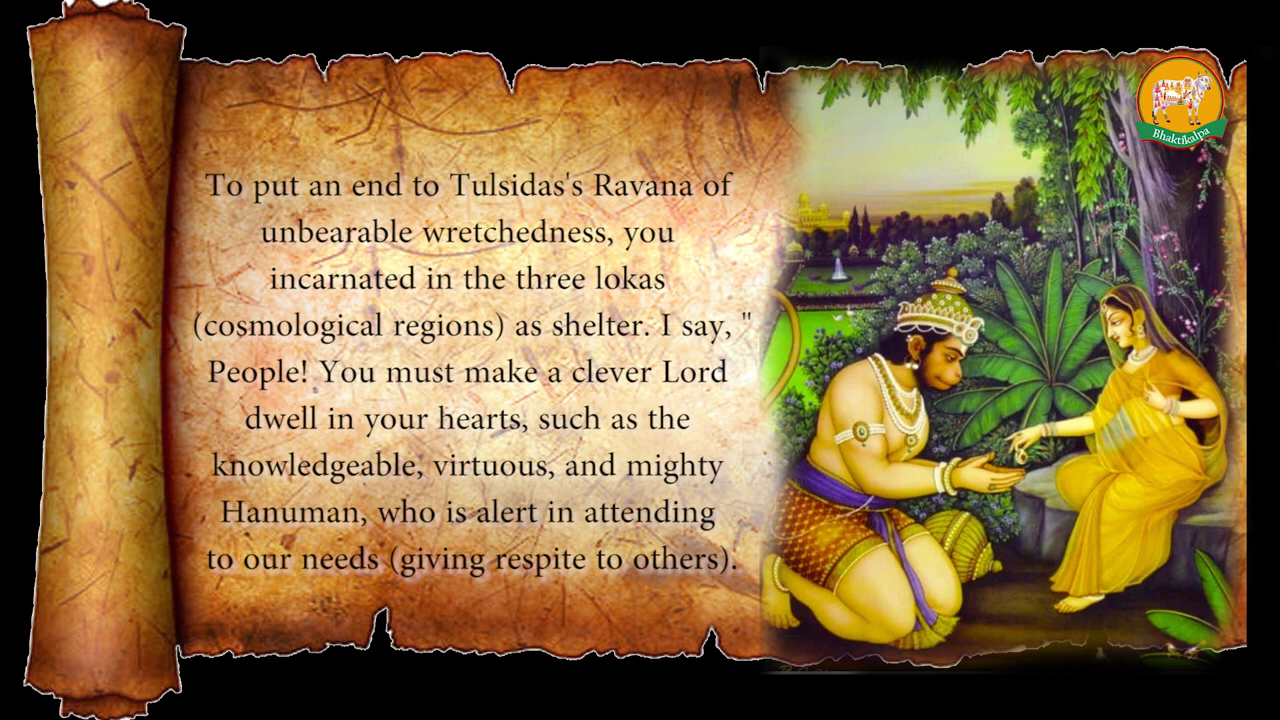 To put an end to Tulsidas's Ravana of
unbearable wretchedness, you
incarnated in the three lokas
(cosmological regions) as shelter. I say, "
People! You must make a clever Lord
dwell in your hearts, such as the
knowledgeable, virtuous, and mighty
Hanuman, who is alert in attending
to our needs (giving respite to others).
Bhaktikalpa